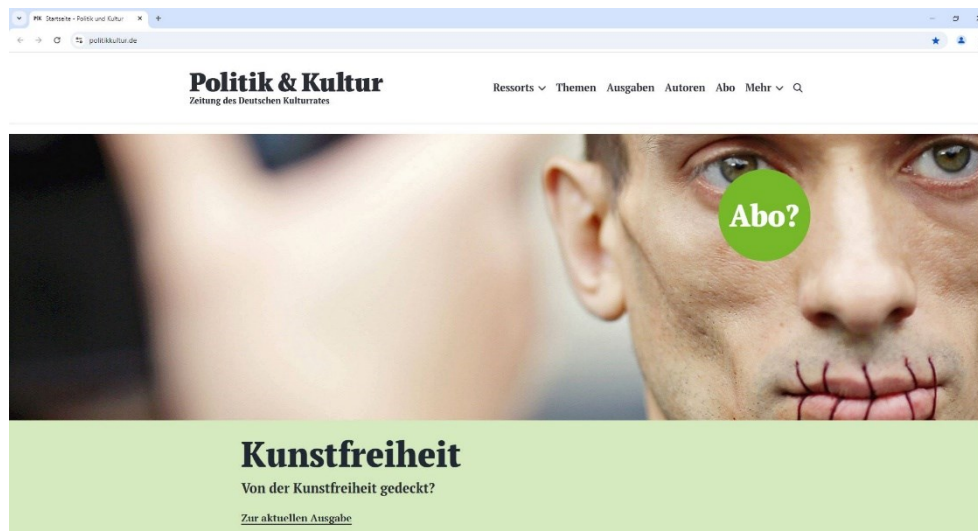 PK Startseite - Politik und Kultur
politikkultur.de
Politik & Kultur
Zeitung des Deutschen Kulturrates
Ressorts Themen Ausgaben Autoren Abo Mehr
Abo?
Kunstfreiheit
Von der Kunstfreiheit gedeckt?
Zur aktuellen Ausgabe